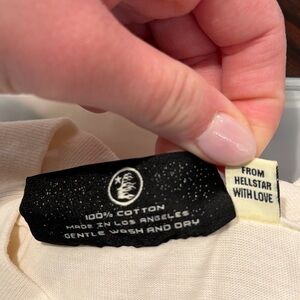 100% COTTON
MADE IN LOS ANGELES
GENTLE WASH AND DRY
FROM
HELLSTAR
WITH LOVE